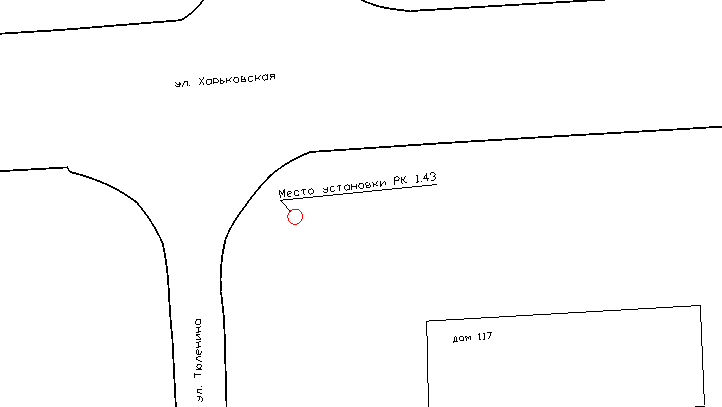 ул. Харьковская
Место установки РК 1.43
дом 117
ул. Тюленина